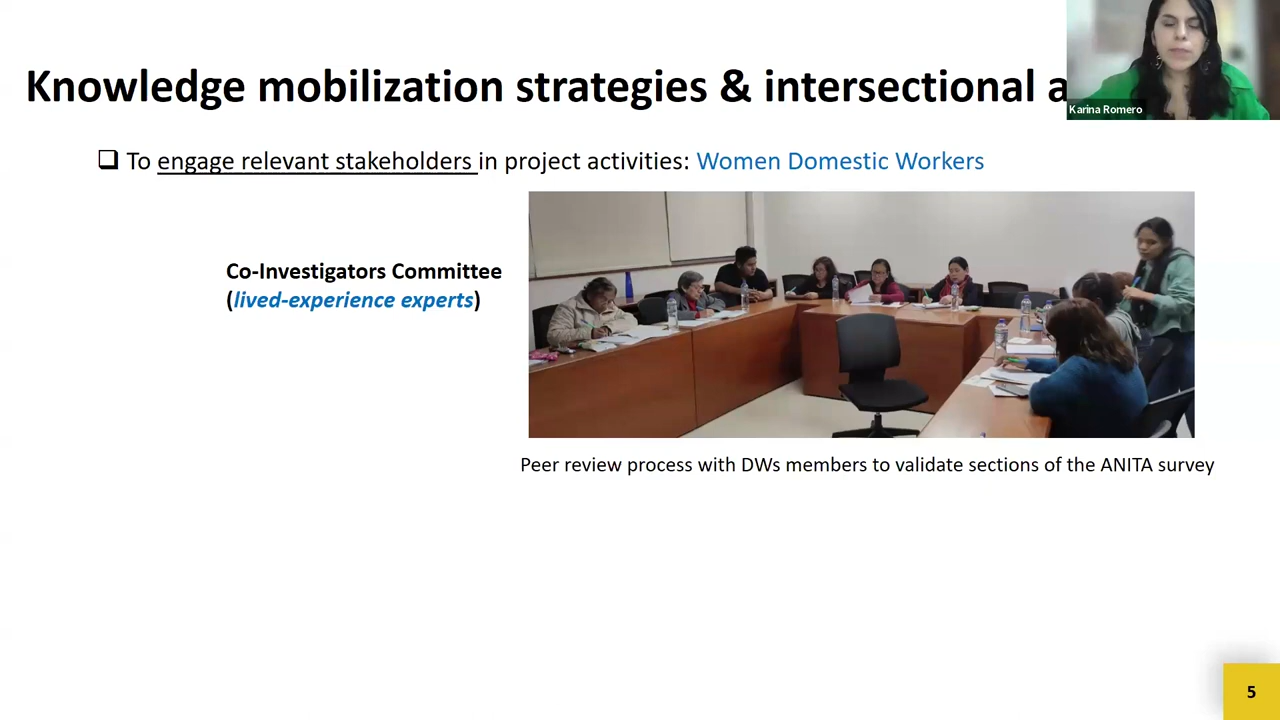 Knowledge mobilization strategies & intersectional a
Karina Romero
❑ To engage relevant stakeholders in project activities: Women Domestic Workers
Co-Investigators Committee
(lived-experience experts)
Peer review process with DWs members to validate sections of the ANITA survey
5